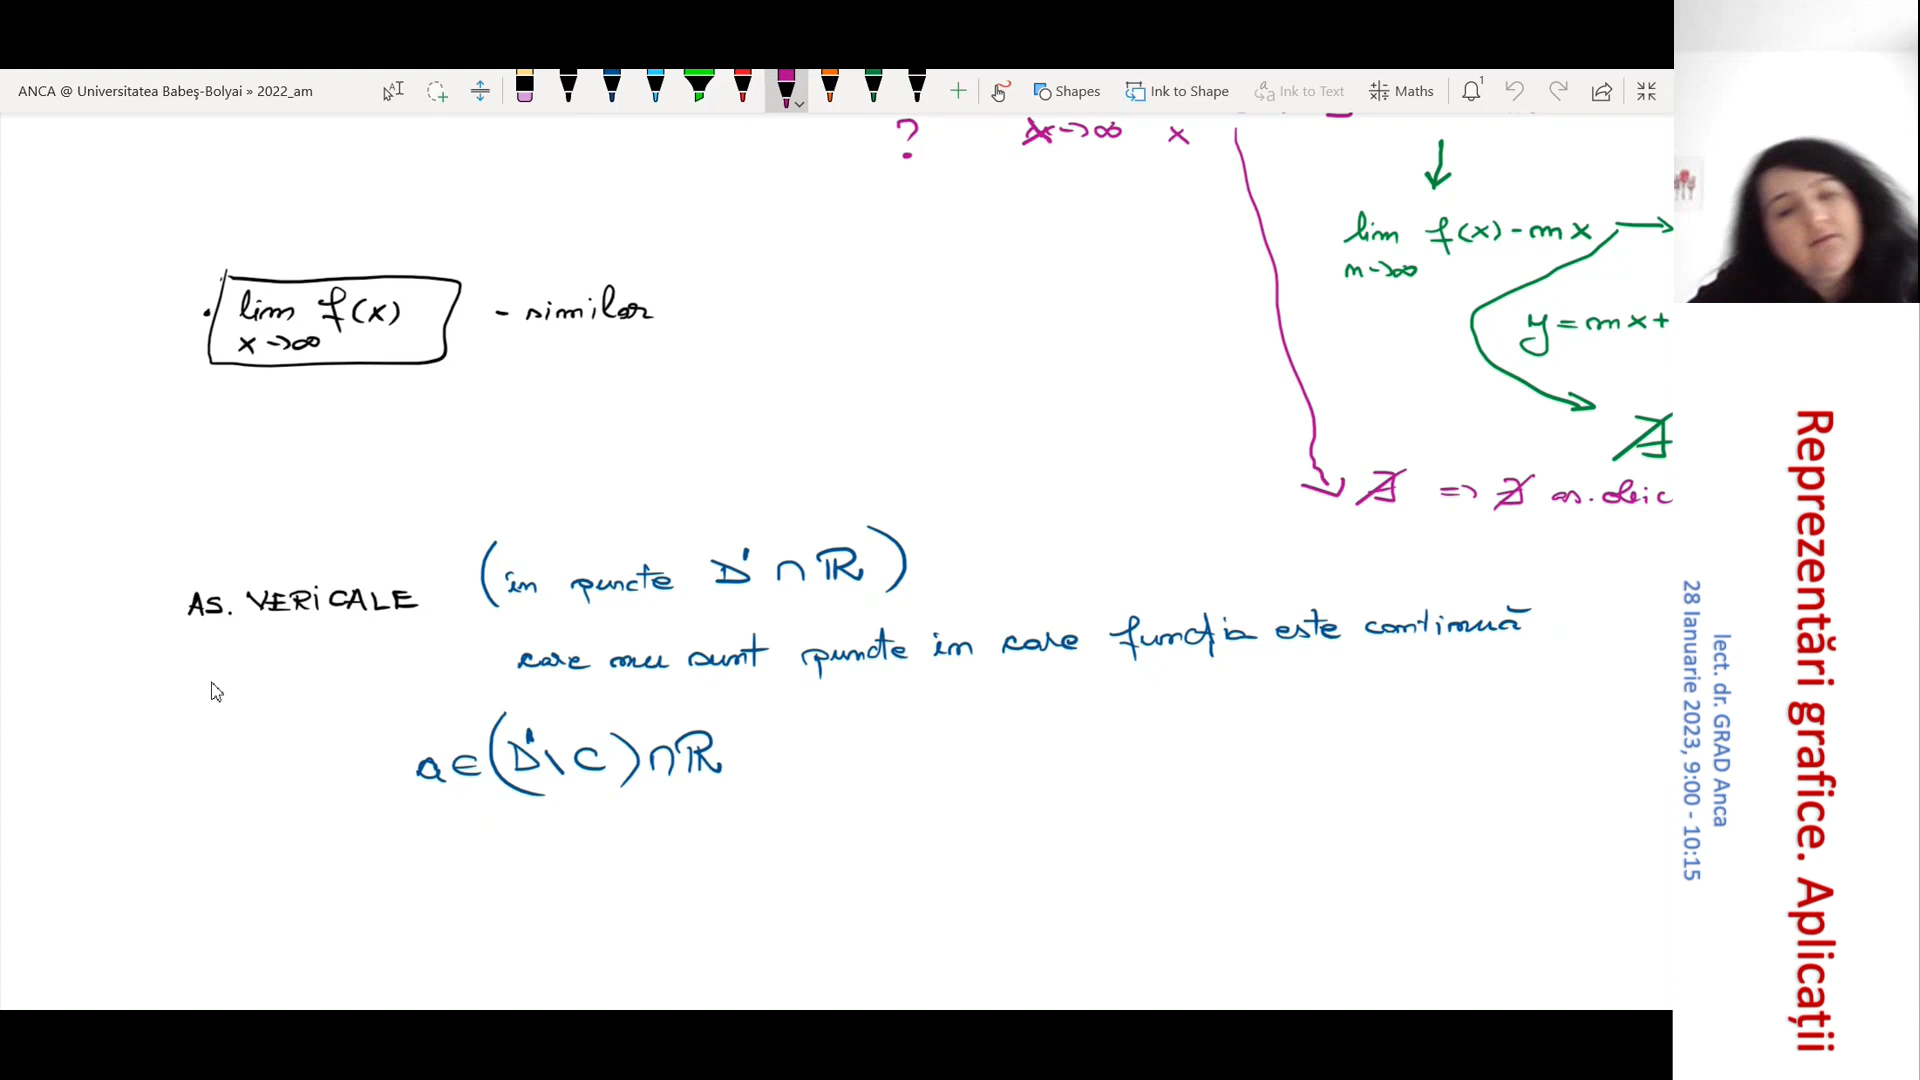 ANCA @ Universitatea Babeş-Bolyai » 2022_am
Shapes
Ink to Shape
Ink to Text
Maths
1
?
x→∞ x
lim f(x) - mx →
n→∞
y = mx +
∄
∄ => ∄ as. oblic
. lim f(x) - similar
x→∞
AS. VERICALE (în puncte D' ∩ ℝ)
care nu sunt puncte în care funcția este continuă
a ∈ (D' \ C) ∩ ℝ
Reprezentări grafice. Aplicații
lect. dr. GRAD Anca
28 Ianuarie 2023, 9:00 - 10:15